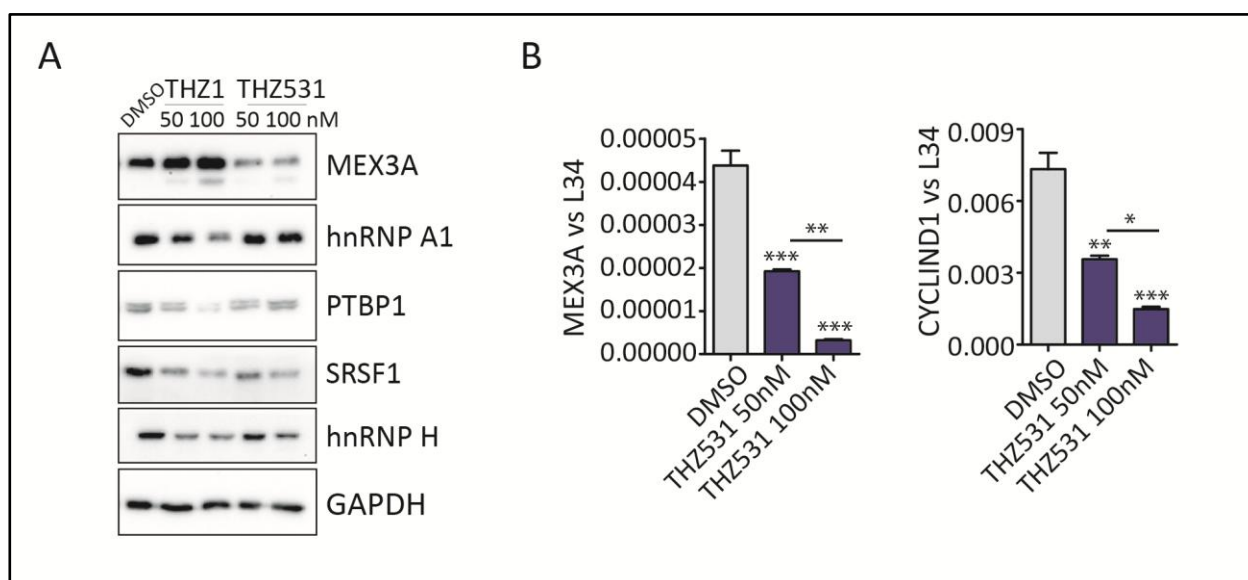 A
DMSO THZ1 THZ531
50 100 50 100 nM
MEX3A
hnRNP A1
PTBP1
SRSF1
hnRNP H
GAPDH
B
MEX3A vs L34
0.00005
0.00004
0.00003
0.00002
0.00001
0.00000
***
**
***
DMSO
THZ531 50nM
THZ531 100nM
CYCLIND1 vs L34
0.009
0.006
0.003
0.000
**
*
***
DMSO
THZ531 50nM
THZ531 100nM